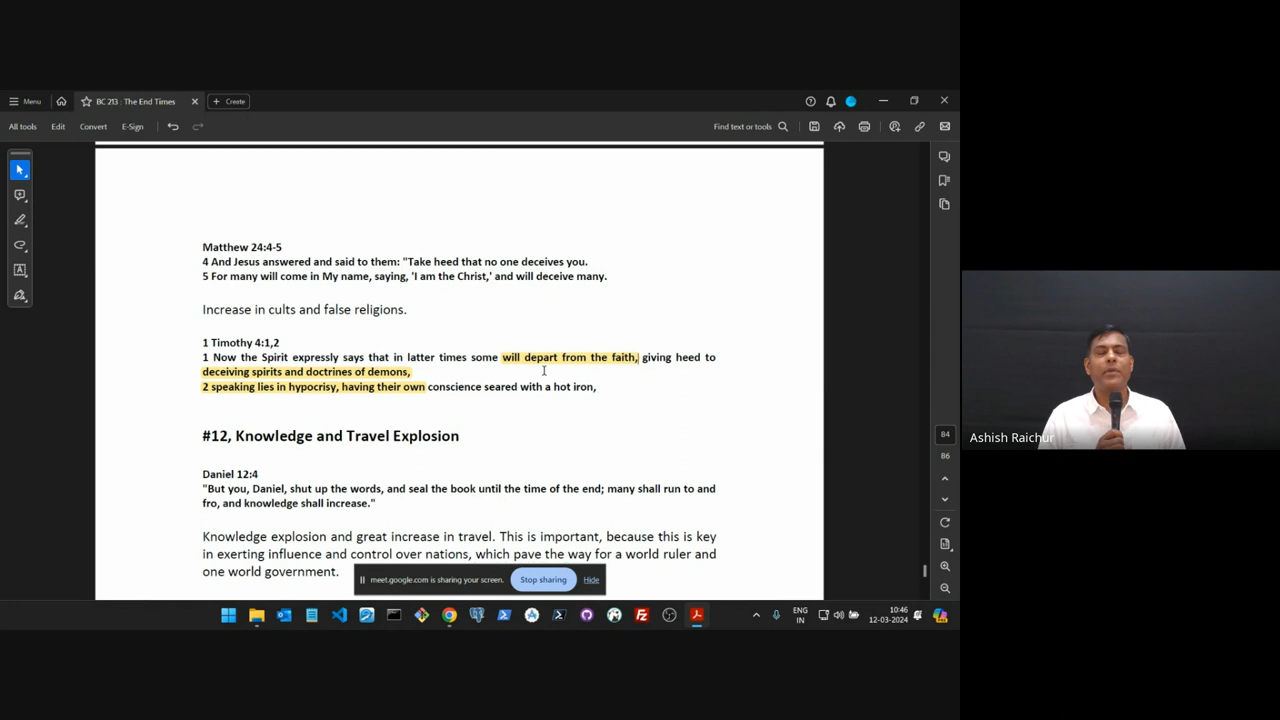 Menu
BC 213 : The End Times
Create
All tools
Edit
Convert
E-Sign
Find text or tools
Matthew 24:4-5
4 And Jesus answered and said to them: "Take heed that no one deceives you.
5 For many will come in My name, saying, 'I am the Christ,' and will deceive many.
Increase in cults and false religions.
1 Timothy 4:1,2
1 Now the Spirit expressly says that in latter times some will depart from the faith, giving heed to
deceiving spirits and doctrines of demons,
2 speaking lies in hypocrisy, having their own conscience seared with a hot iron,
#12, Knowledge and Travel Explosion
Daniel 12:4
"But you, Daniel, shut up the words, and seal the book until the time of the end; many shall run to and
fro, and knowledge shall increase."
Knowledge explosion and great increase in travel. This is important, because this is key
in exerting influence and control over nations, which pave the way for a world ruler and
one world government.
meet.google.com is sharing your screen.
Stop sharing
Hide
84
86
Ashish Raichur
ENG
IN
10:46
12-03-2024